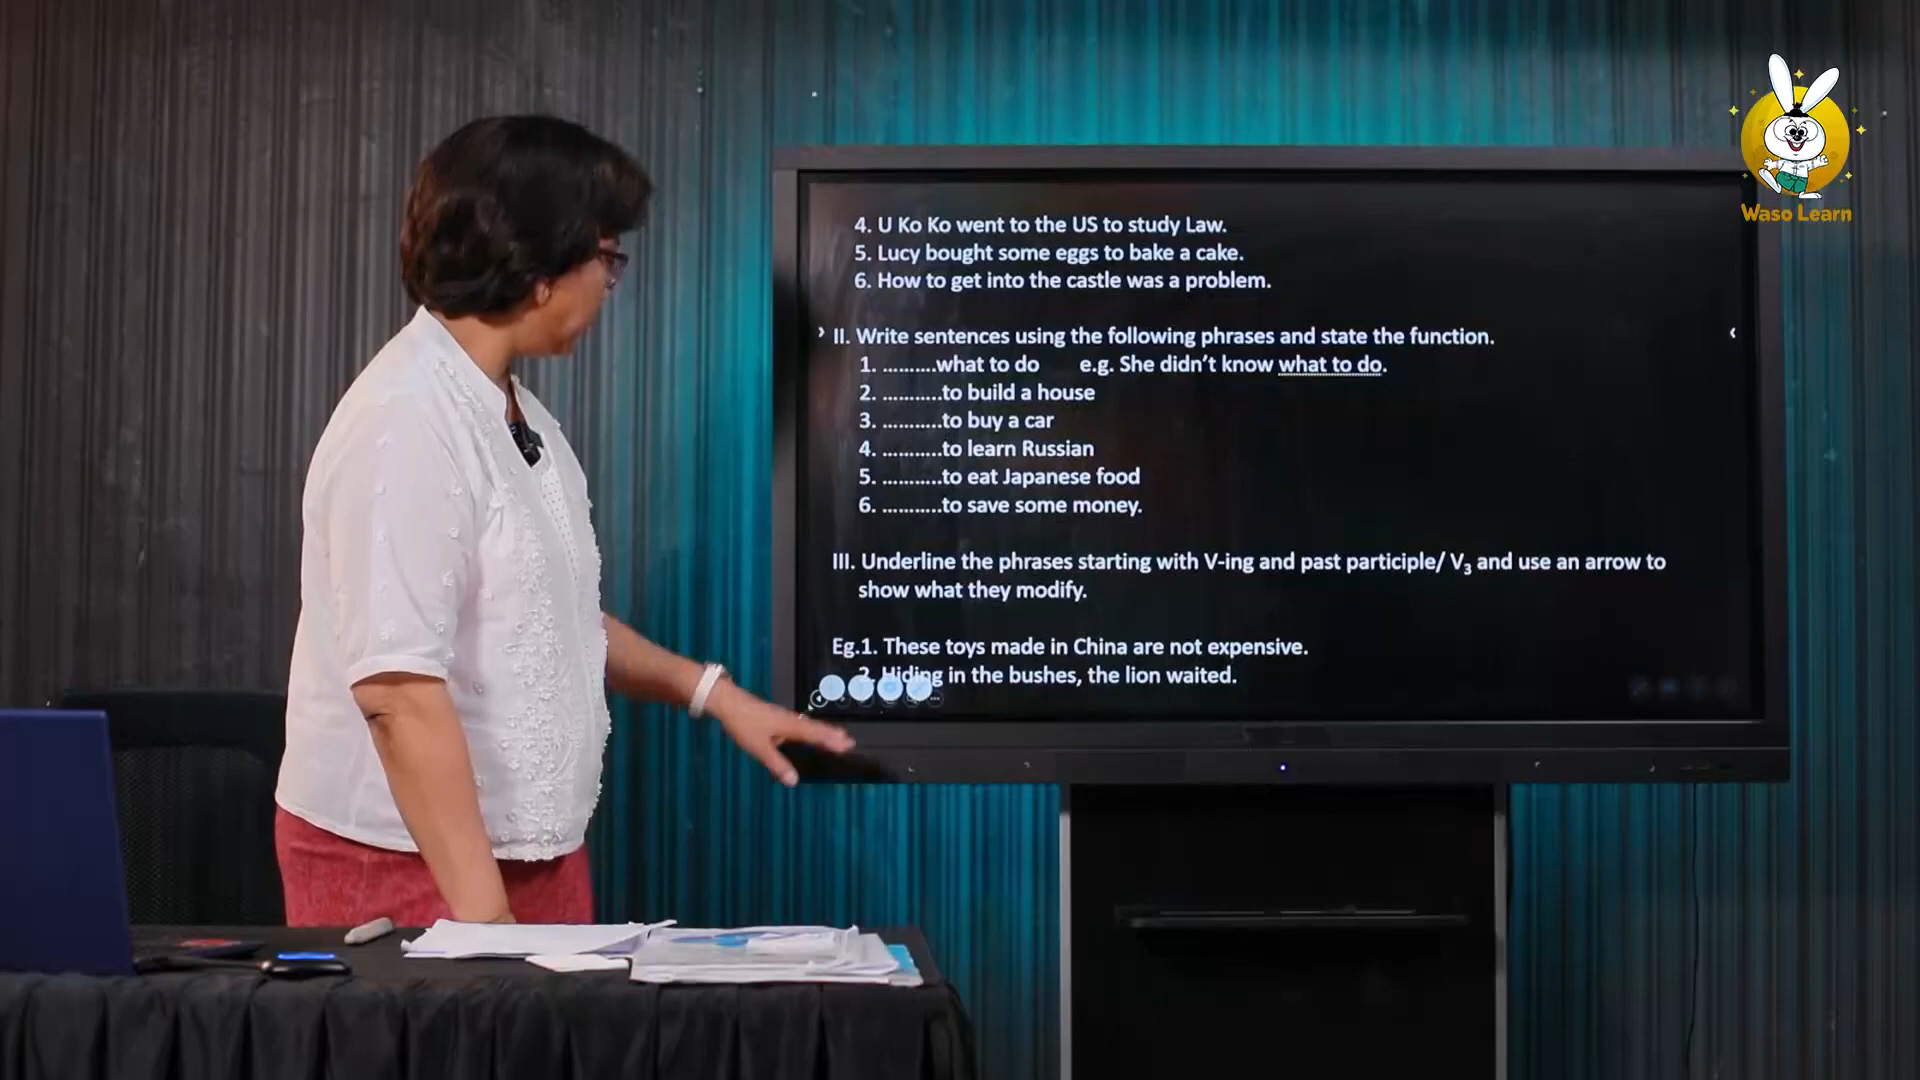 Waso Learn
4. U Ko Ko went to the US to study Law.
5. Lucy bought some eggs to bake a cake.
6. How to get into the castle was a problem.
II. Write sentences using the following phrases and state the function.
1. ..........what to do e.g. She didn't know what to do.
2. ...........to build a house
3. ...........to buy a car
4. ...........to learn Russian
5. ...........to eat Japanese food
6. ...........to save some money.
III. Underline the phrases starting with V-ing and past participle/ V₃ and use an arrow to
show what they modify.
Eg.1. These toys made in China are not expensive.
2. Hiding in the bushes, the lion waited.